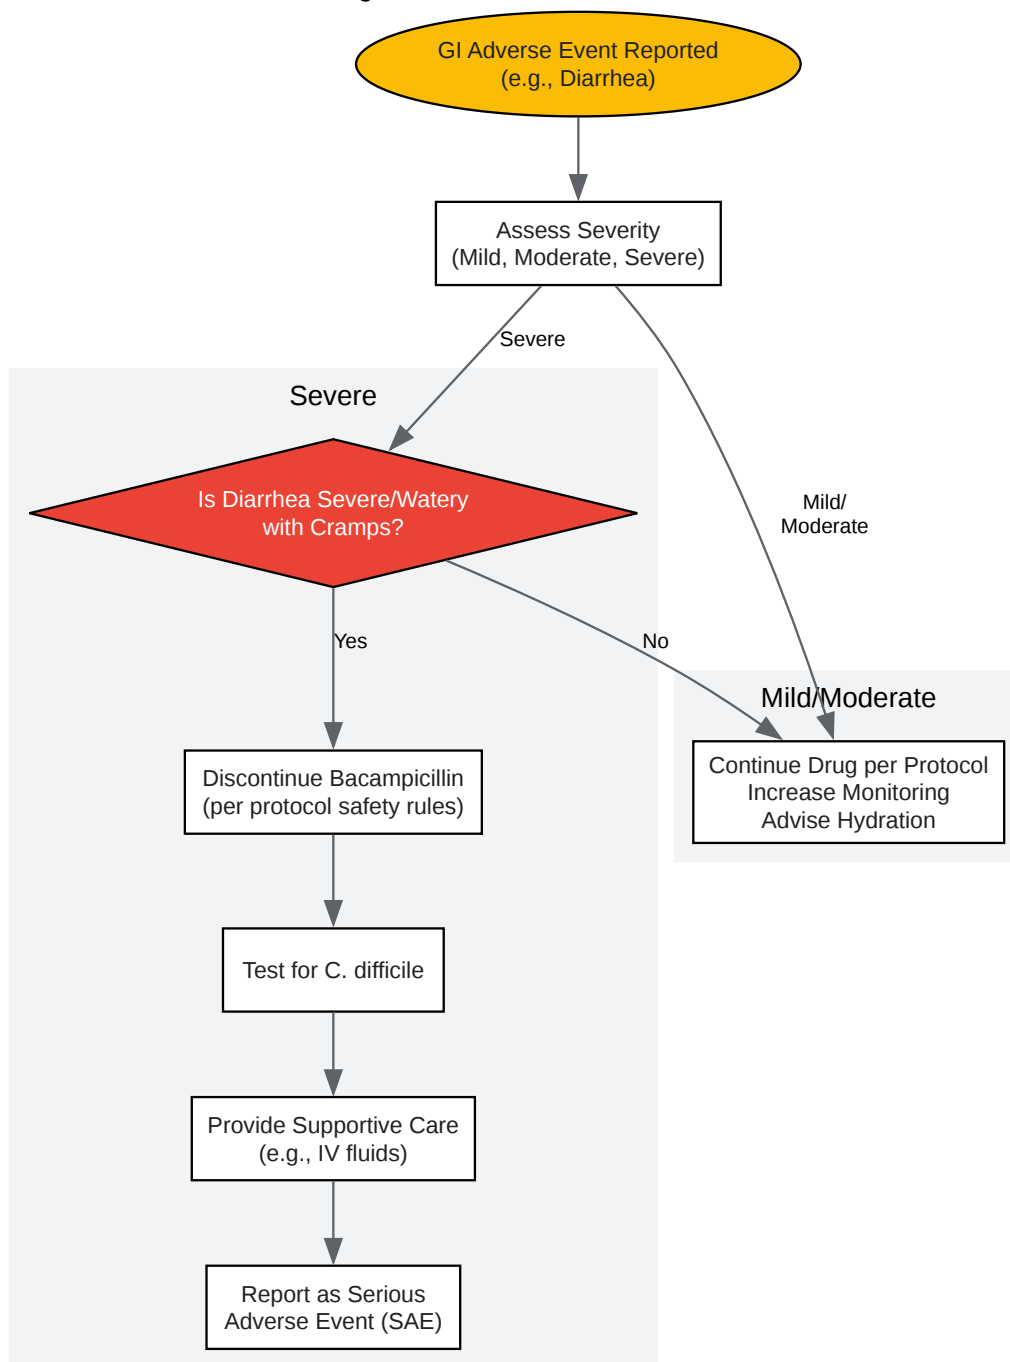 GI Adverse Event Reported
(e.g., Diarrhea)
Assess Severity
(Mild, Moderate, Severe)
Severe
Severe
Is Diarrhea Severe/Watery
with Cramps?
Mild/
Moderate
Yes
No
Mild/Moderate
Discontinue Bacampicillin
(per protocol safety rules)
Continue Drug per Protocol
Increase Monitoring
Advise Hydration
Test for C. difficile
Provide Supportive Care
(e.g., IV fluids)
Report as Serious
Adverse Event (SAE)